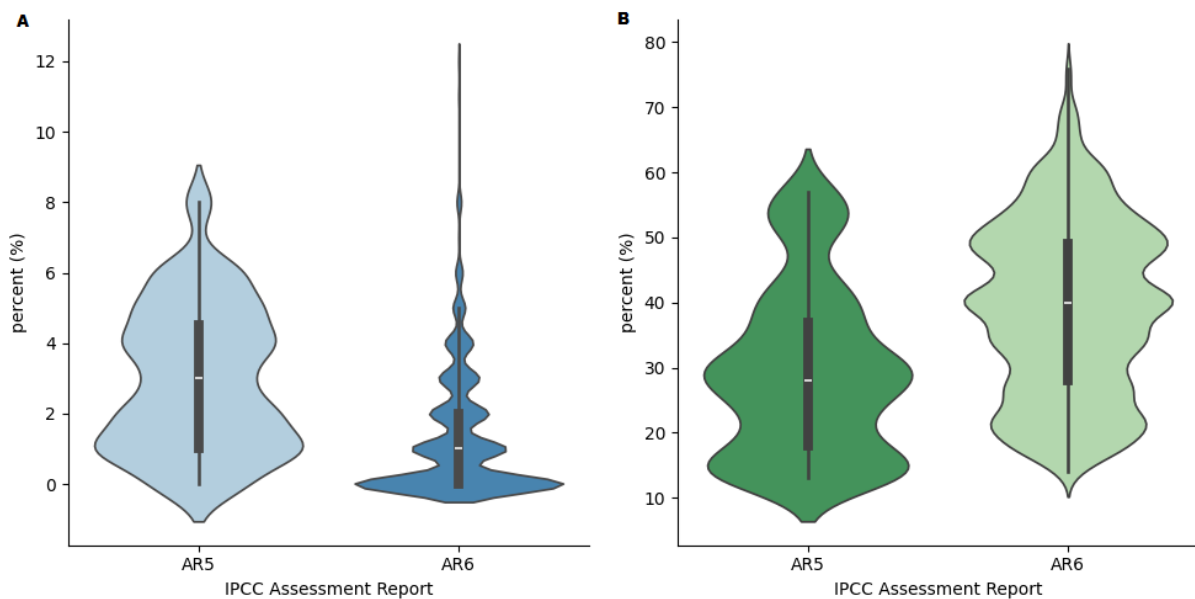 A
12
10
8
6
4
2
0
percent (%)
AR5 AR6
IPCC Assessment Report
B
80
70
60
50
40
30
20
10
percent (%)
AR5 AR6
IPCC Assessment Report